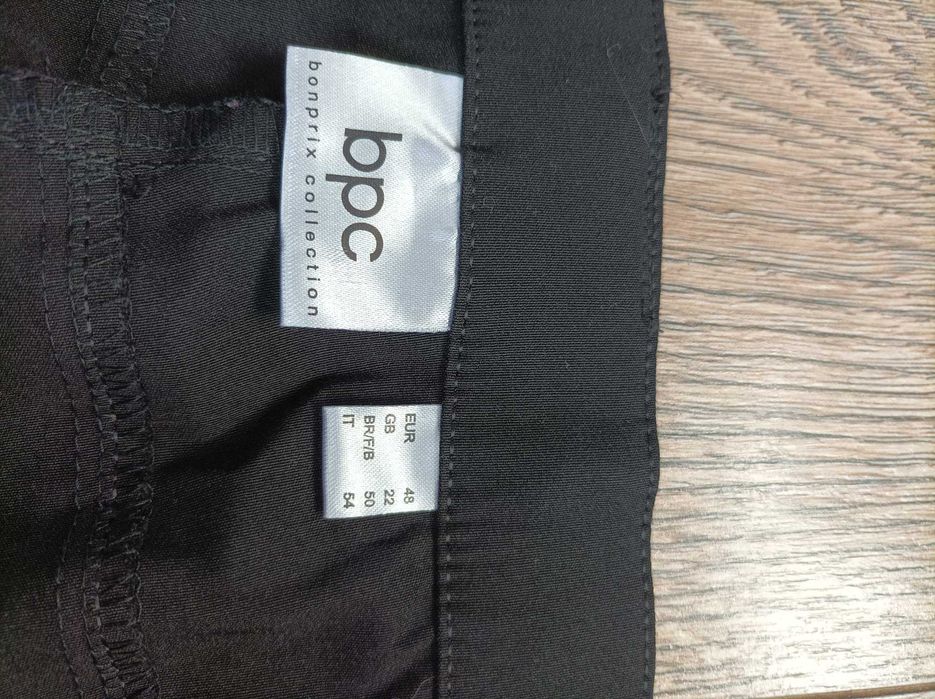 bpc
bonprix collection
EUR 48
GB 22
BR/F/B 50
IT 54